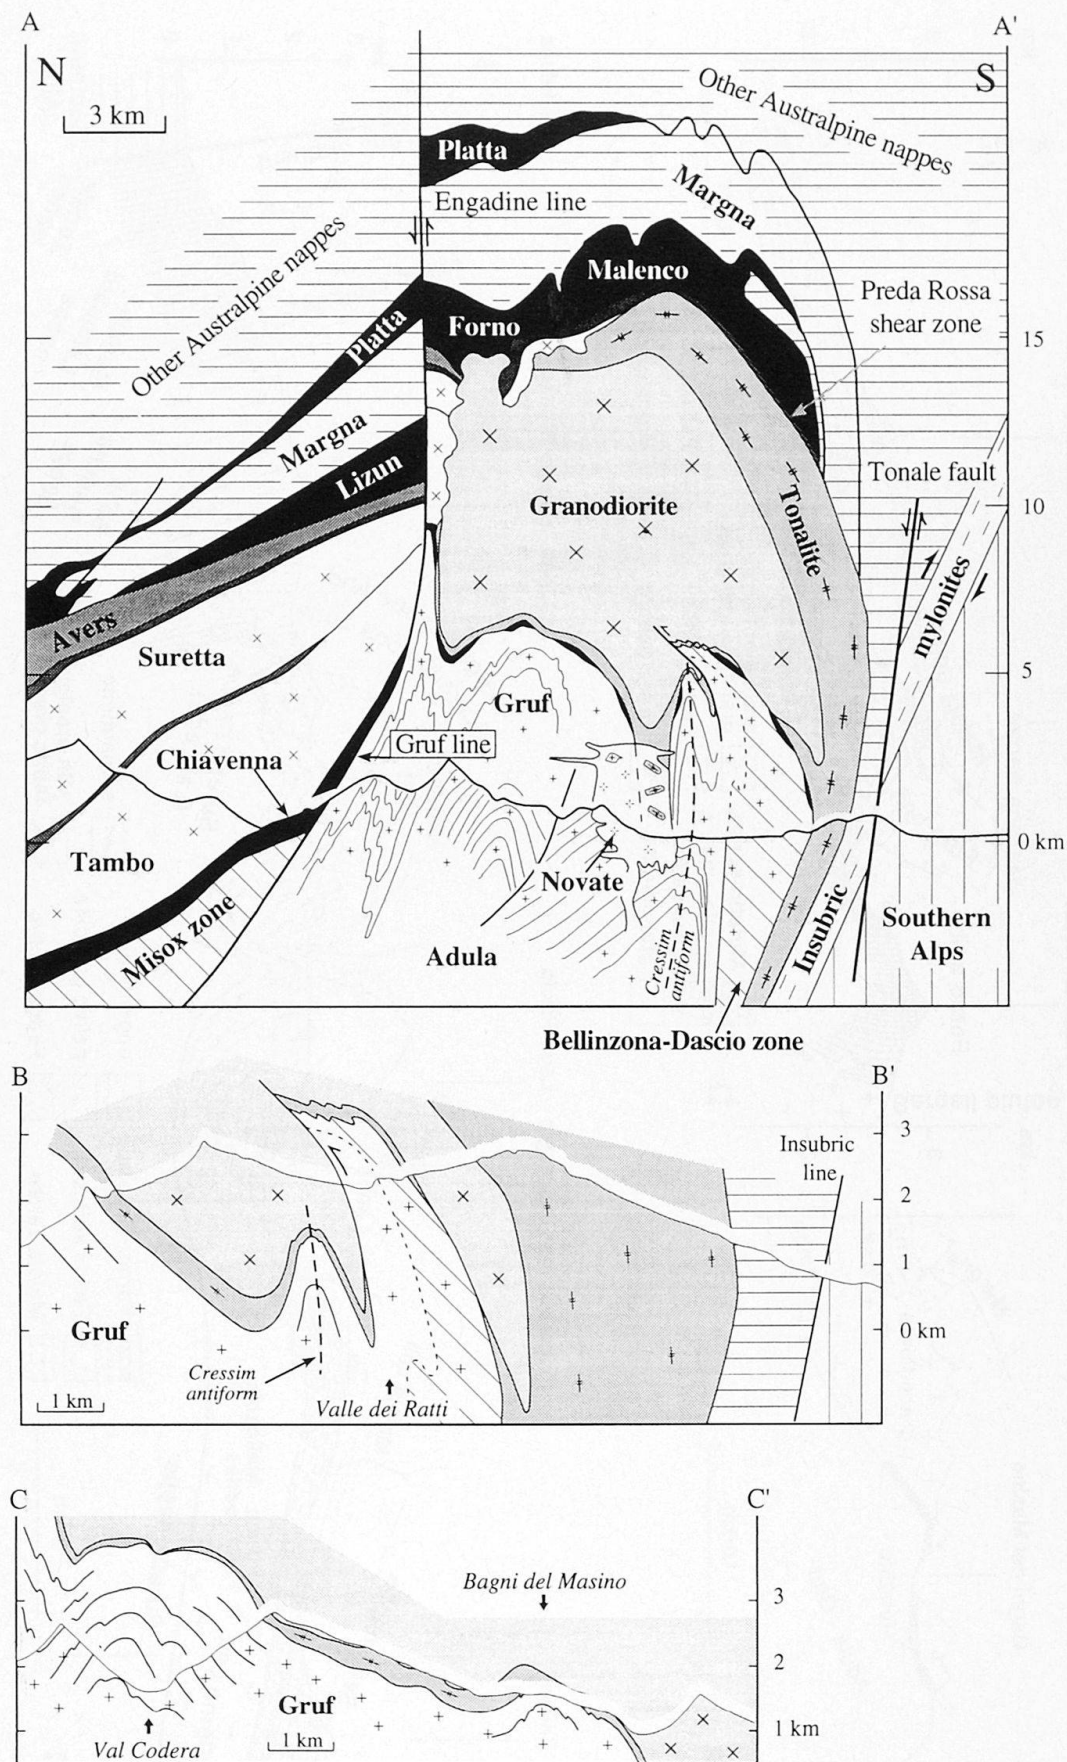 A
A'
N
S
3 km
Other Australpine nappes
Platta
Engadine line
Margna
Other Australpine nappes
Malenco
Preda Rossa
shear zone
Forno
Platta
15
Margna
Lizun
Tonale fault
Granodiorite
Tonalite
10
mylonites
Avers
Suretta
5
Gruf
Gruf line
Chiavenna
0 km
Tambo
Novate
Misox zone
Adula
Cressim
antiform
Insubric
Southern
Alps
Bellinzona-Dascio zone
B
B'
3
Insubric
line
2
1
Gruf
0 km
Cressim
antiform
1 km
Valle dei Ratti
C
C'
Bagni del Masino
3
2
Gruf
1 km
1 km
Val Codera